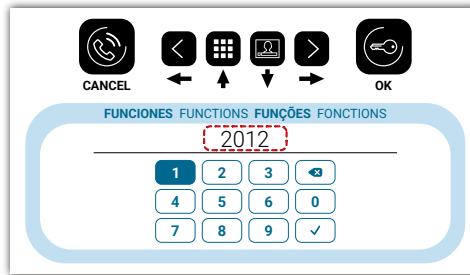 CANCEL OK
FUNCIONES FUNCTIONS FUNÇÕES FONCTIONS
2012
1 2 3
4 5 6 0
7 8 9